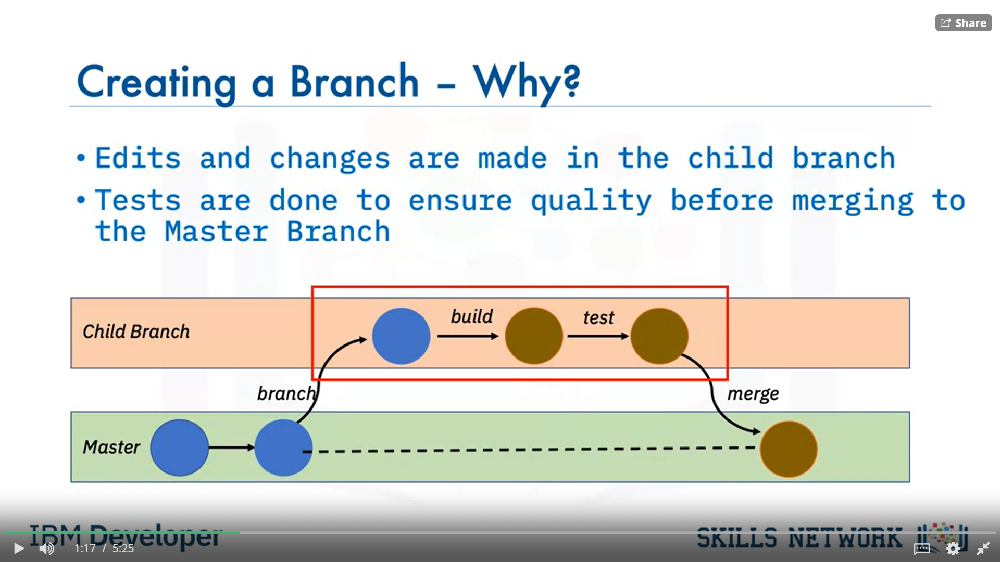 Share
Creating a Branch – Why?
• Edits and changes are made in the child branch
• Tests are done to ensure quality before merging to
the Master Branch
build
test
Child Branch
branch
merge
Master
IBM Developer
SKILLS NETWORK
1:17 / 5:25